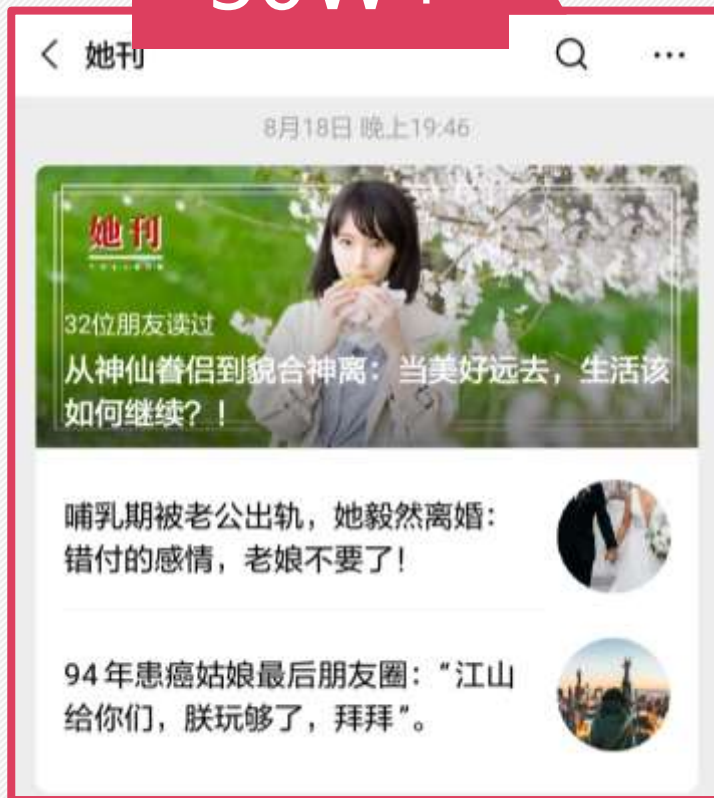 30W+
她刊
8月18日 晚上19:46
她刊
32位朋友读过
从神仙眷侣到貌合神离：当美好远去，生活该
如何继续？！
哺乳期被老公出轨，她毅然离婚：
错付的感情，老娘不要了！
94年患癌姑娘最后朋友圈：“江山
给你们，朕玩够了，拜拜”。